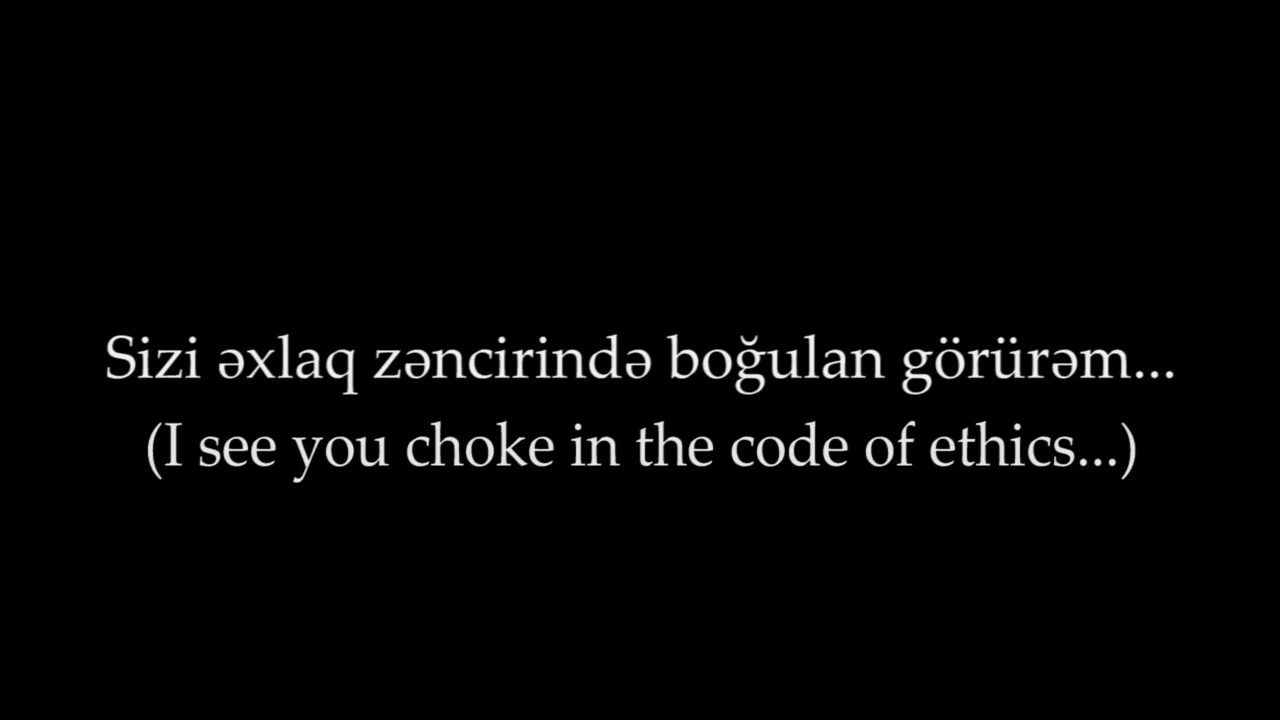 Sizi əxlaq zəncirində boğulan görürəm...
(I see you choke in the code of ethics...)